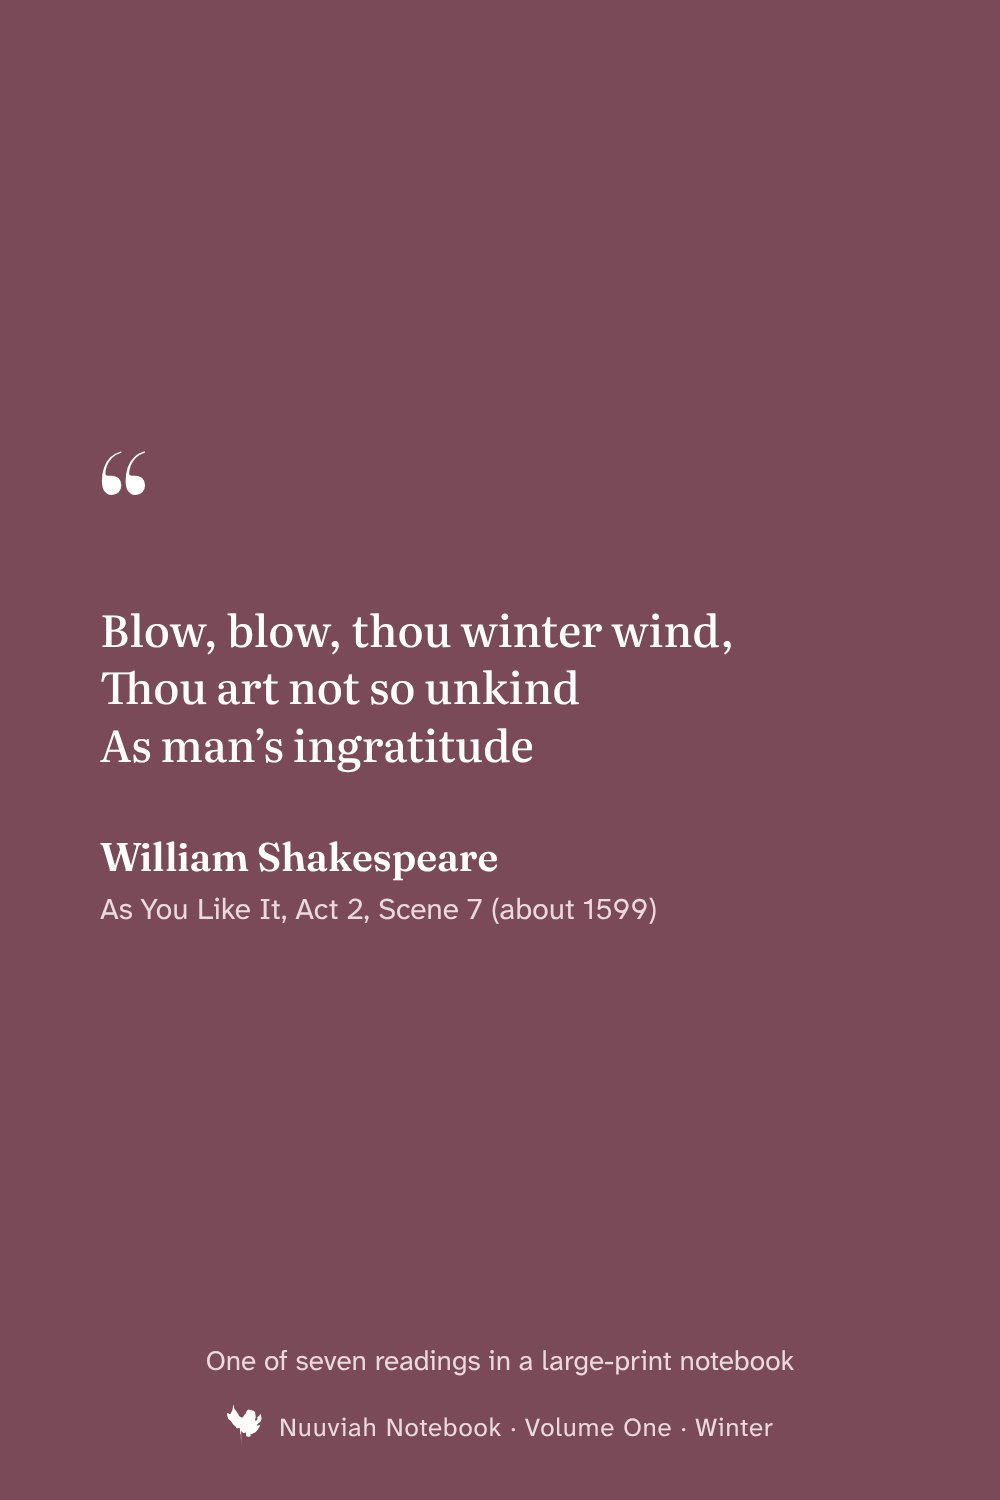 “
Blow, blow, thou winter wind,
Thou art not so unkind
As man’s ingratitude
William Shakespeare
As You Like It, Act 2, Scene 7 (about 1599)
One of seven readings in a large-print notebook
Nuuviah Notebook · Volume One · Winter